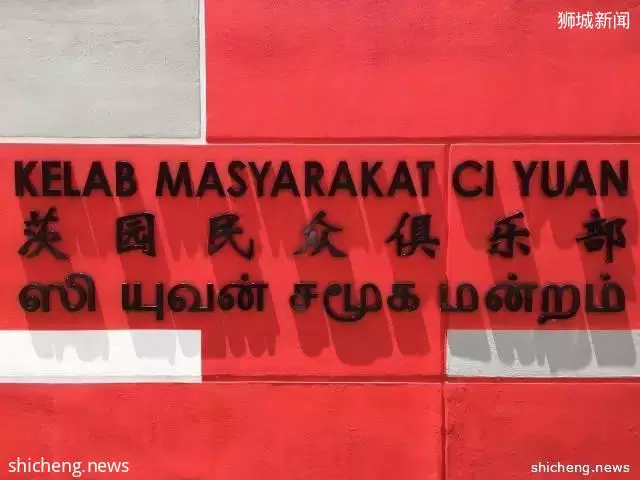 狮城新闻
KELAB MASYARAKAT CI YUAN
茨园民众俱乐部
ஸி யுவன் சமூக மன்றம்
shicheng.news
shicheng.news